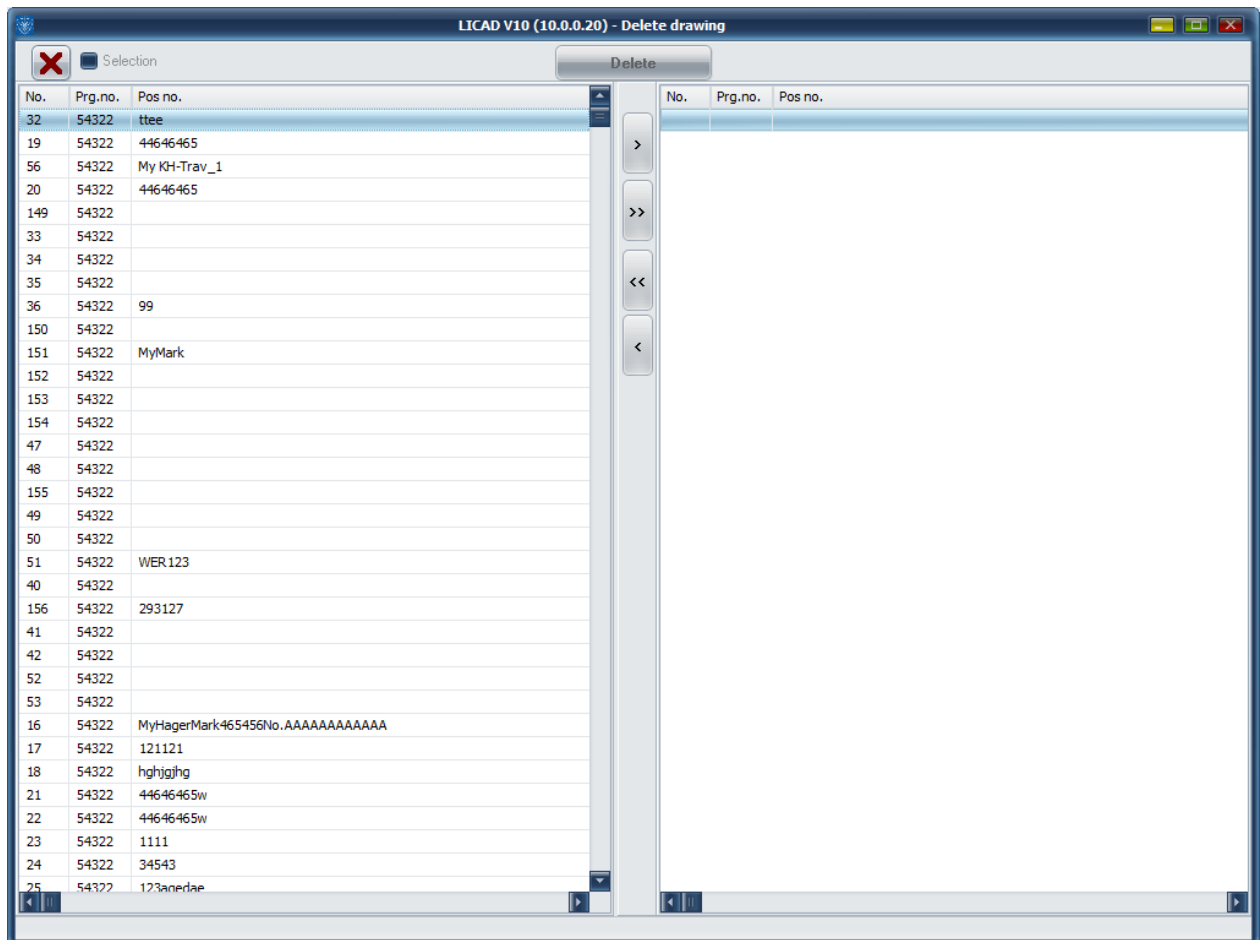 LICAD V10 (10.0.0.20) - Delete drawing
Selection Delete
No. Prg.no. Pos no. No. Prg.no. Pos no.
32 54322 ttee
19 54322 44646465
56 54322 My KH-Trav_1
20 54322 44646465
149 54322
33 54322
34 54322
35 54322
36 54322 99
150 54322
151 54322 MyMark
152 54322
153 54322
154 54322
47 54322
48 54322
155 54322
49 54322
50 54322
51 54322 WER123
40 54322
156 54322 293127
41 54322
42 54322
52 54322
53 54322
16 54322 MyHagerMark465456No.AAAAAAAAAAAA
17 54322 121121
18 54322 hghjgjhg
21 54322 44646465w
22 54322 44646465w
23 54322 1111
24 54322 34543
25 54322 123agedae
>
>>
<<
<